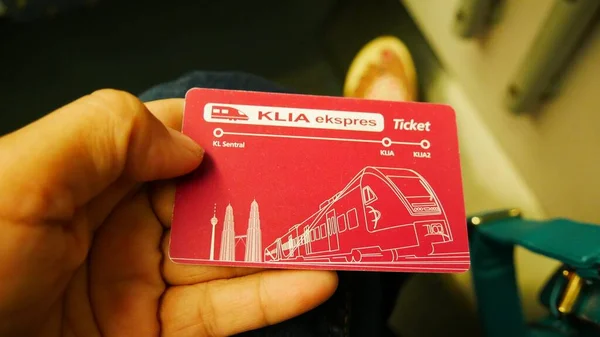 KLIA ekspres
Ticket
KL Sentral
KLIA
KLIA2